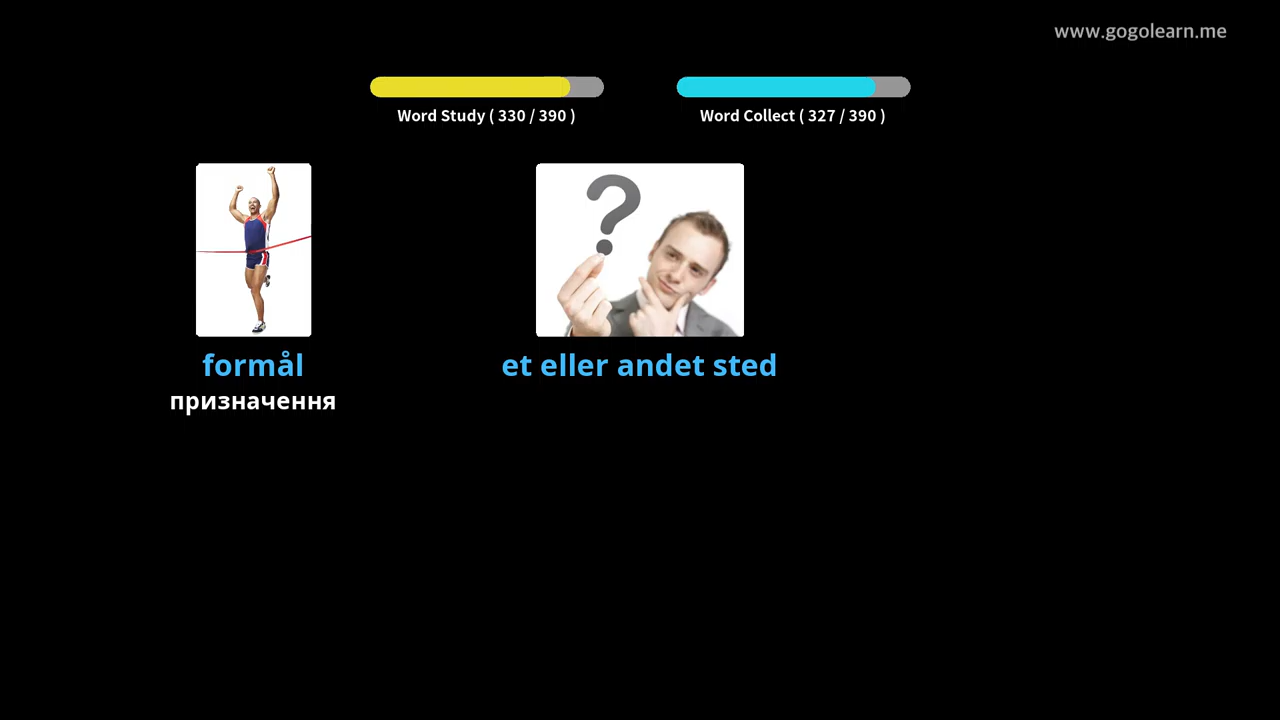 www.gogolearn.me
Word Study ( 330 / 390 )
Word Collect ( 327 / 390 )
formål
призначення
et eller andet sted